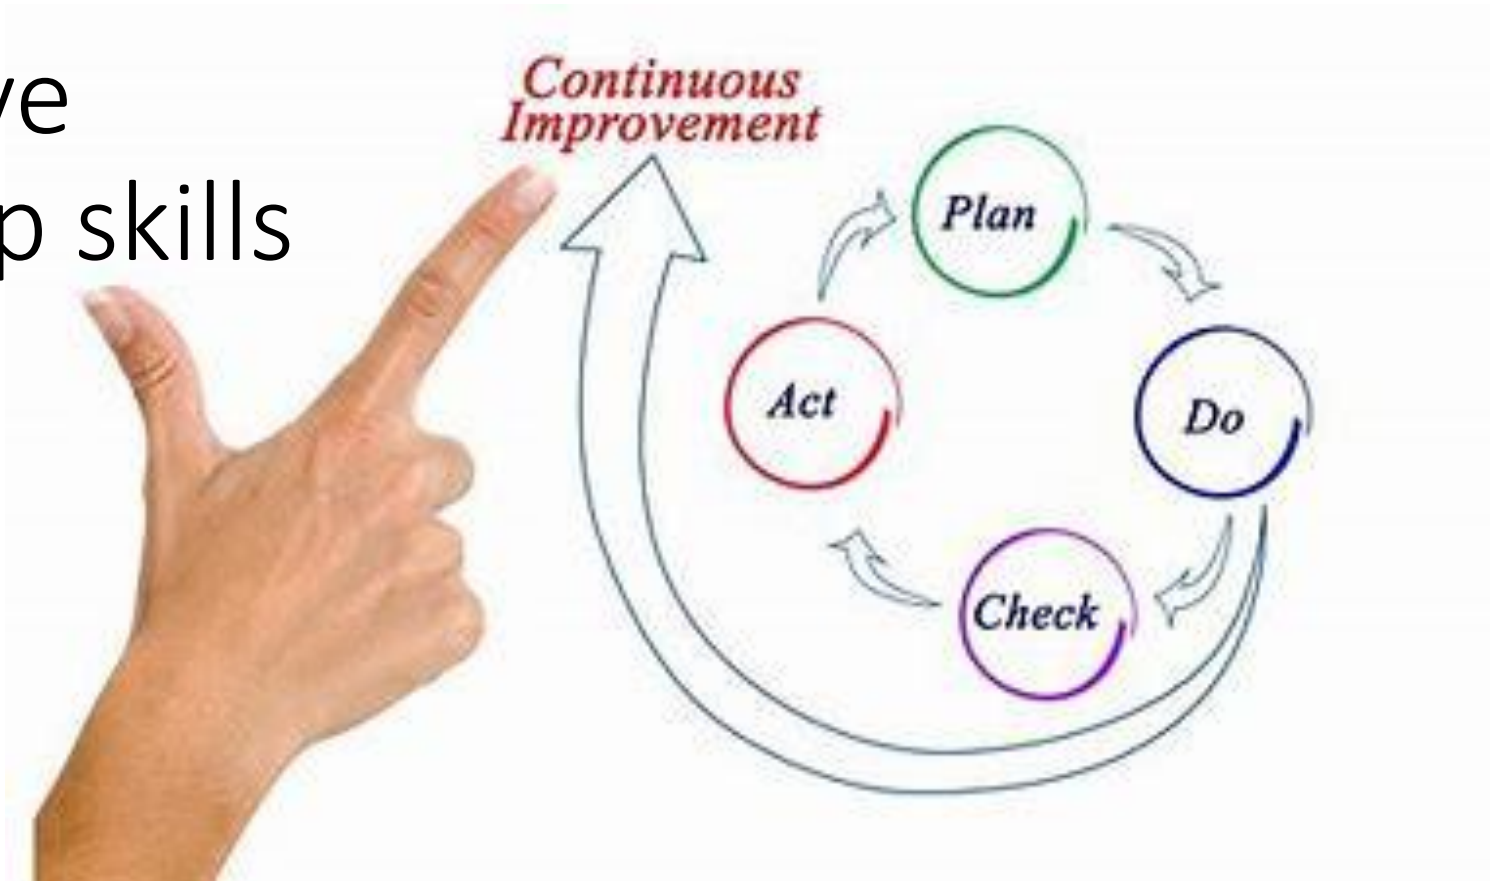 ve
p skills
Continuous
Improvement
Plan
Do
Check
Act